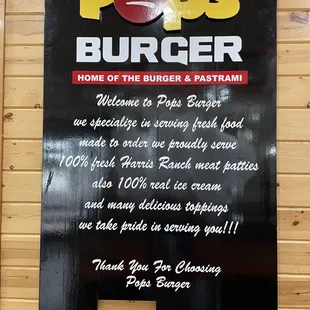 Pops
BURGER
HOME OF THE BURGER & PASTRAMI
Welcome to Pops Burger
we specialize in serving fresh food
made to order we proudly serve
100% fresh Harris Ranch meat patties
also 100% real ice cream
and many delicious toppings
we take pride in serving you!!!
Thank You For Choosing
Pops Burger